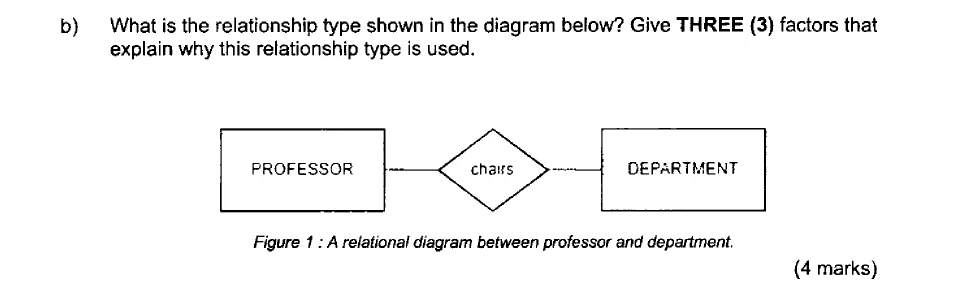 b) What is the relationship type shown in the diagram below? Give THREE (3) factors that
explain why this relationship type is used.
PROFESSOR
chairs
DEPARTMENT
Figure 1 : A relational diagram between professor and department.
(4 marks)